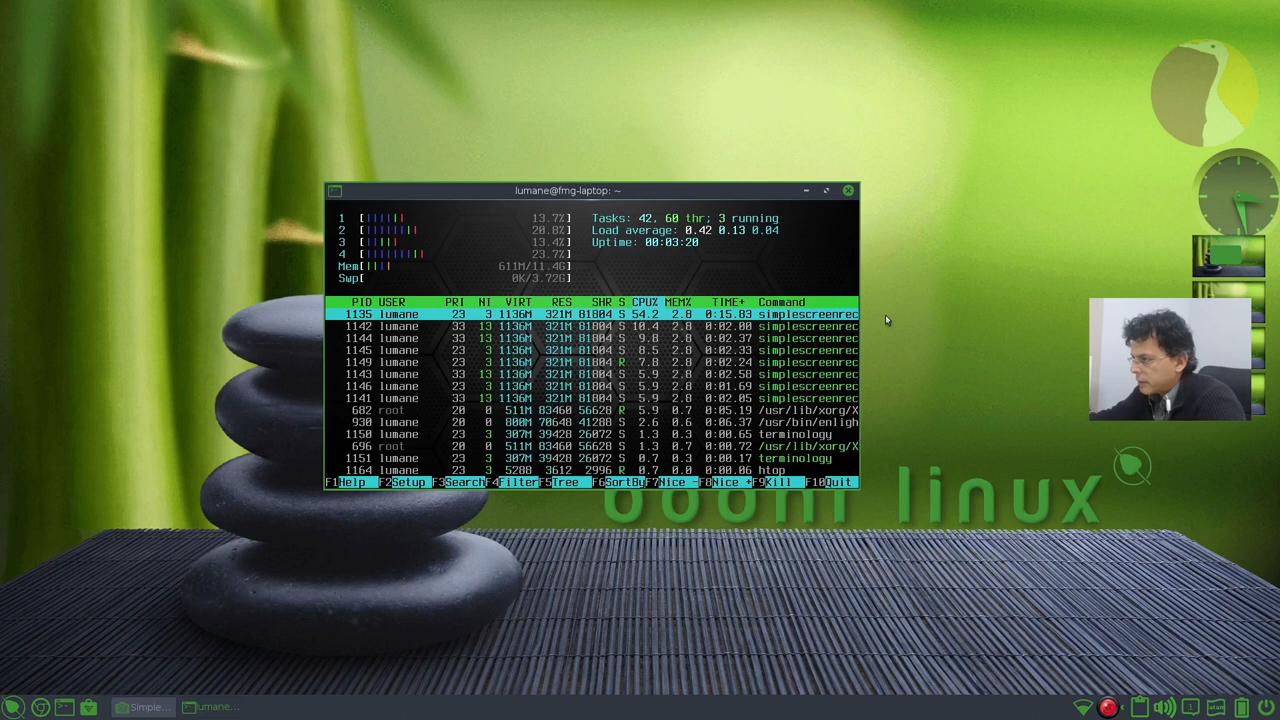 lumane@fmg-laptop: ~
1 [|||||| 13.7%] Tasks: 42, 60 thr; 3 running
2 [|||||||| 20.8%] Load average: 0.42 0.13 0.04
3 [||||| 13.4%] Uptime: 00:03:20
4 [||||||||| 23.7%]
Mem[|||| 611M/11.4G]
Swp[ 0K/3.72G]
PID USER PRI NI VIRT RES SHR S CPU% MEM% TIME+ Command
1135 lumane 23 3 1136M 321M 81804 S 54.2 2.8 0:15.03 simplescreenrec
1142 lumane 33 13 1136M 321M 81804 S 10.4 2.8 0:02.00 simplescreenrec
1144 lumane 33 13 1136M 321M 81804 S 9.8 2.8 0:02.37 simplescreenrec
1145 lumane 23 3 1136M 321M 81804 S 8.5 2.8 0:02.33 simplescreenrec
1149 lumane 23 3 1136M 321M 81804 R 7.8 2.8 0:02.24 simplescreenrec
1143 lumane 33 13 1136M 321M 81804 S 5.9 2.8 0:02.58 simplescreenrec
1146 lumane 23 3 1136M 321M 81804 S 5.9 2.8 0:01.69 simplescreenrec
1141 lumane 33 13 1136M 321M 81804 S 5.9 2.8 0:02.05 simplescreenrec
682 root 20 0 511M 83460 56628 R 5.9 0.7 0:05.19 /usr/lib/xorg/X
930 lumane 20 0 800M 70648 41288 S 2.6 0.6 0:06.37 /usr/bin/enligh
1150 lumane 23 3 307M 39428 26072 S 1.3 0.3 0:00.65 terminology
696 root 20 0 511M 83460 56628 S 1.3 0.7 0:00.72 /usr/lib/xorg/X
1151 lumane 23 3 307M 39428 26072 S 0.7 0.3 0:00.17 terminology
1164 lumane 23 3 5288 3612 2996 R 0.7 0.0 0:00.06 htop
F1Help F2Setup F3SearchF4FilterF5Tree F6SortByF7Nice -F8Nice +F9Kill F10Quit
linux
Simple...
umane...